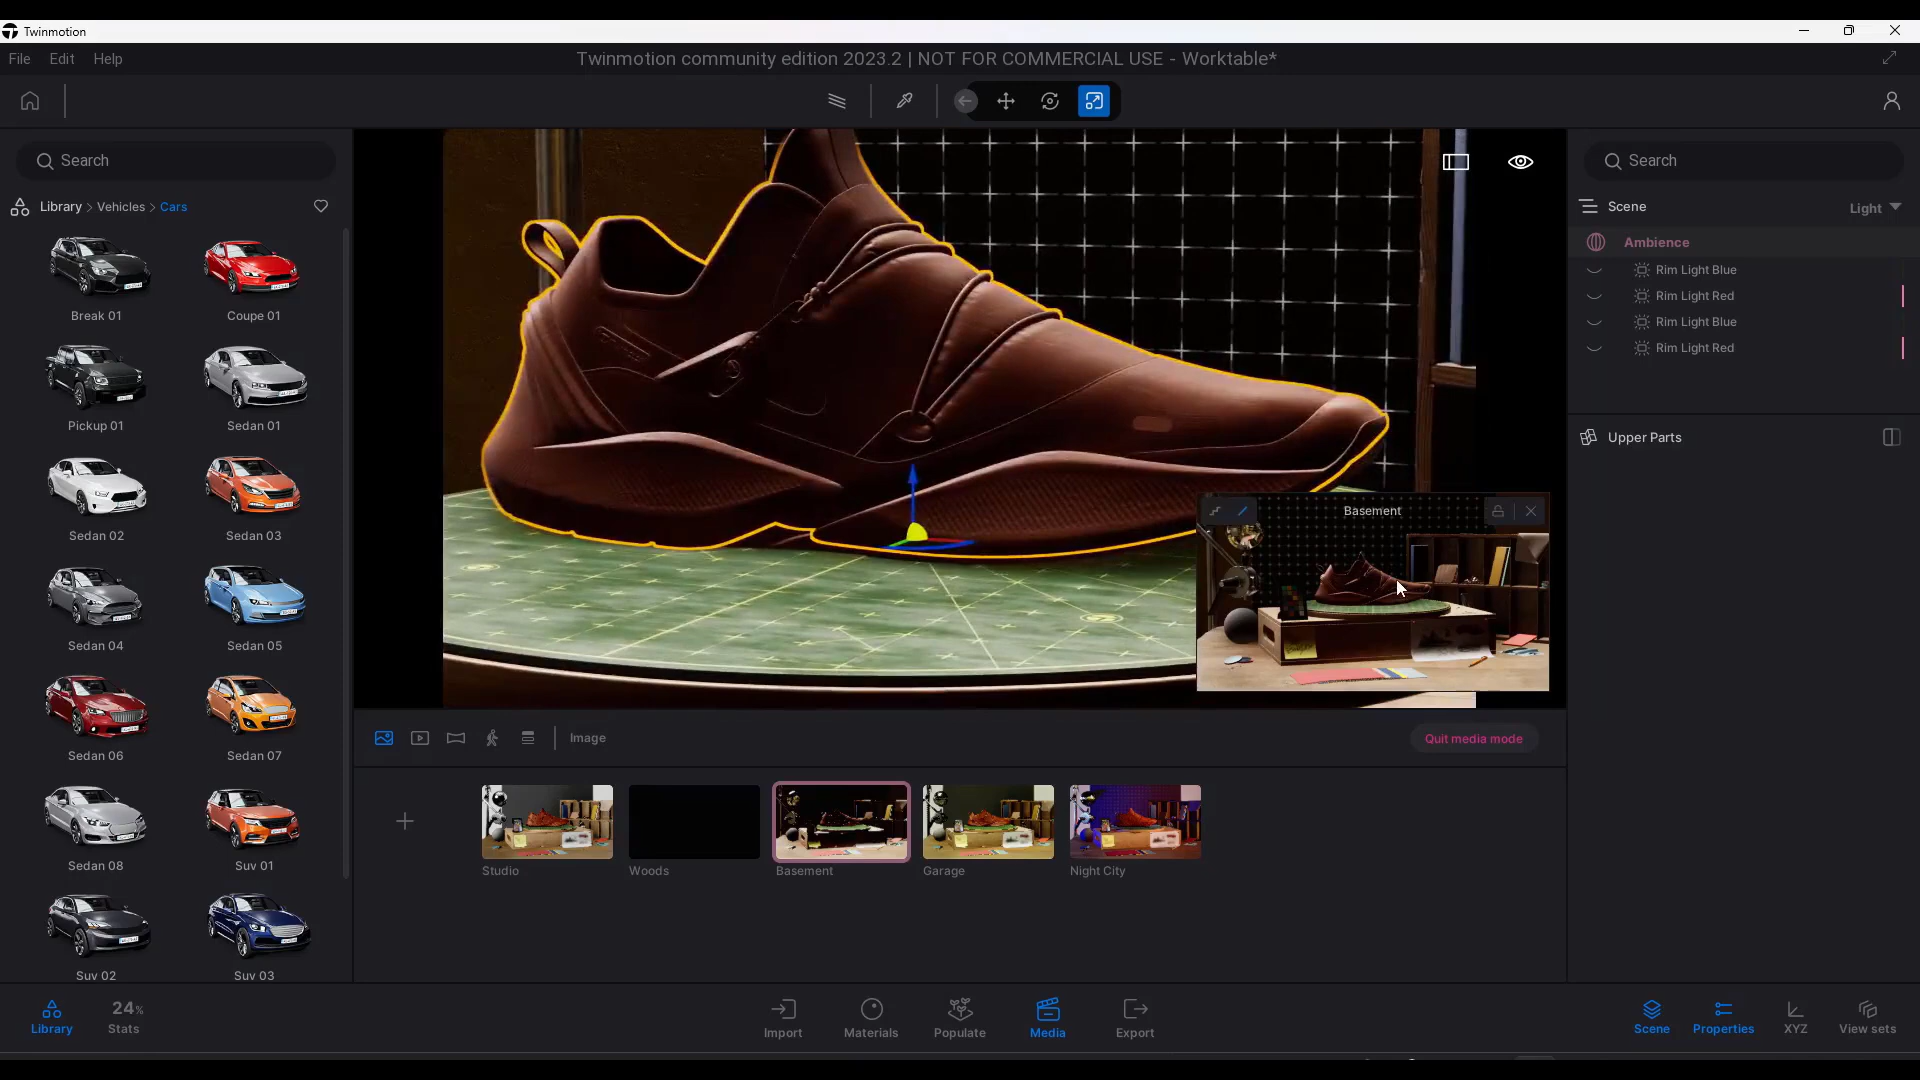 Twinmotion
File Edit Help
Twinmotion community edition 2023.2 | NOT FOR COMMERCIAL USE - Worktable*
Search
Library > Vehicles > Cars
Break 01
Coupe 01
Pickup 01
Sedan 01
Sedan 02
Sedan 03
Sedan 04
Sedan 05
Sedan 06
Sedan 07
Sedan 08
Suv 01
Suv 02
Suv 03
Basement
Image
Quit media mode
Studio
Woods
Basement
Garage
Night City
Search
Scene
Light
Ambience
Rim Light Blue
Rim Light Red
Rim Light Blue
Rim Light Red
Upper Parts
Library
24%
Stats
Import
Materials
Populate
Media
Export
Scene
Properties
XYZ
View sets